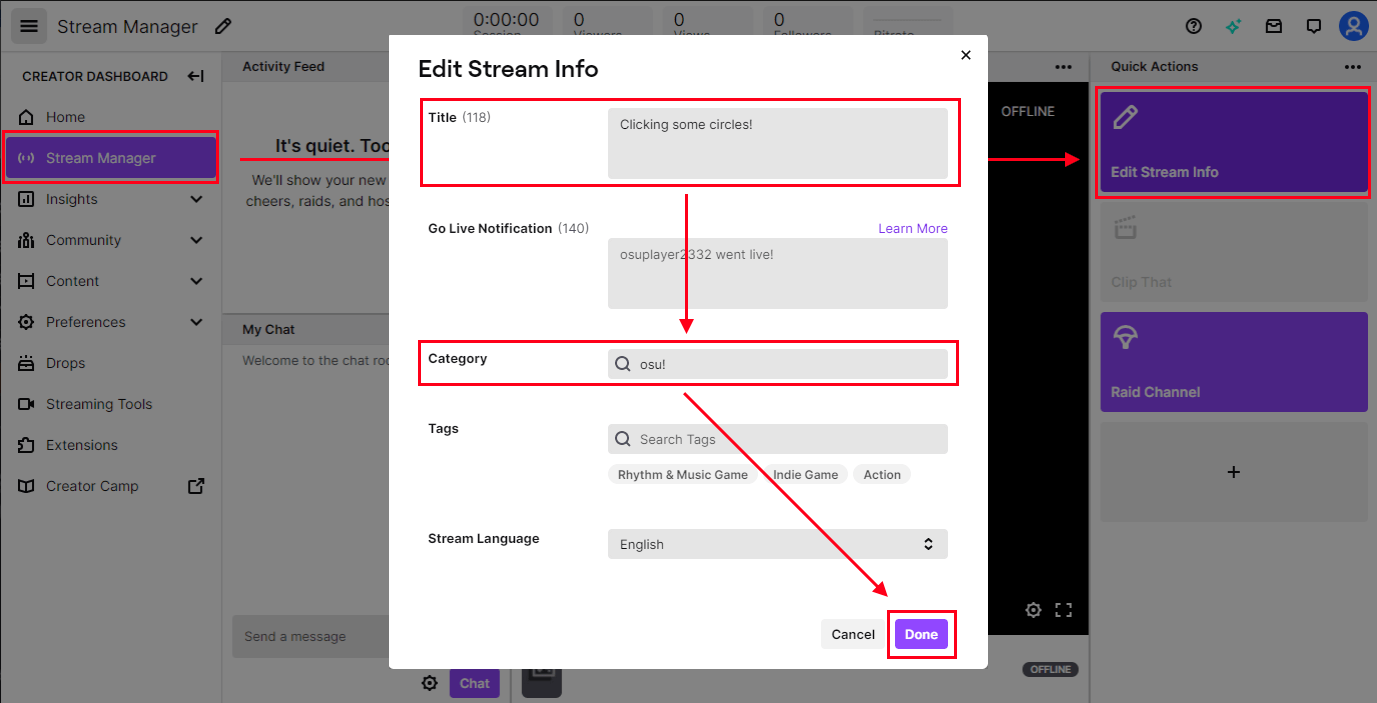 Stream Manager
0:00:00
Session
0
Viewers
0
Views
0
Followers
Bitrate
CREATOR DASHBOARD
Home
Stream Manager
Insights
Community
Content
Preferences
Drops
Streaming Tools
Extensions
Creator Camp
Activity Feed
It's quiet. Too
We'll show your new
cheers, raids, and hos
My Chat
Welcome to the chat roo
Send a message
Chat
Edit Stream Info
Title (118)
Clicking some circles!
Go Live Notification (140)
Learn More
osuplayer2332 went live!
Category
osu!
Tags
Search Tags
Rhythm & Music Game
Indie Game
Action
Stream Language
English
Cancel
Done
OFFLINE
OFFLINE
Quick Actions
Edit Stream Info
Clip That
Raid Channel